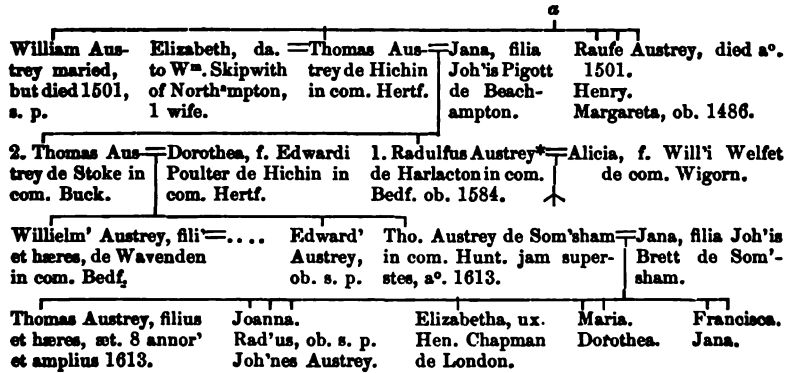 a
William Aus-
trey maried,
but died 1501,
s. p.
Elizabeth, da.
to Wm. Skipwith
of Northampton,
1 wife.
Thomas Aus-
trey de Hichin
in com. Hertf.
Jana, filia
Joh'is Pigott
de Beach-
ampton.
Raufe Austrey, died ao.
1501.
Henry.
Margareta, ob. 1486.
2. Thomas Aus-
trey de Stoke in
com. Buck.
Dorothea, f. Edwardi
Poulter de Hichin in
com. Hertf.
1. Radulfus Austrey*
de Harlacton in com.
Bedf. ob. 1584.
Alicia, f. Will'i Welfet
de com. Wigorn.
Willielm' Austrey, fili'
et hæres, de Wavenden
in com. Bedf.
....
Edward'
Austrey,
ob. s. p.
Tho. Austrey de Som'sham
in com. Hunt. jam super-
stes, ao. 1613.
Jana, filia Joh'is
Brett de Som'-
sham.
Thomas Austrey, filius
et hæres, æt. 8 annor'
et amplius 1613.
Joanna.
Rad'us, ob. s. p.
Joh'nes Austrey.
Elizabetha, ux.
Hen. Chapman
de London.
Maria.
Dorothea.
Francisca.
Jana.